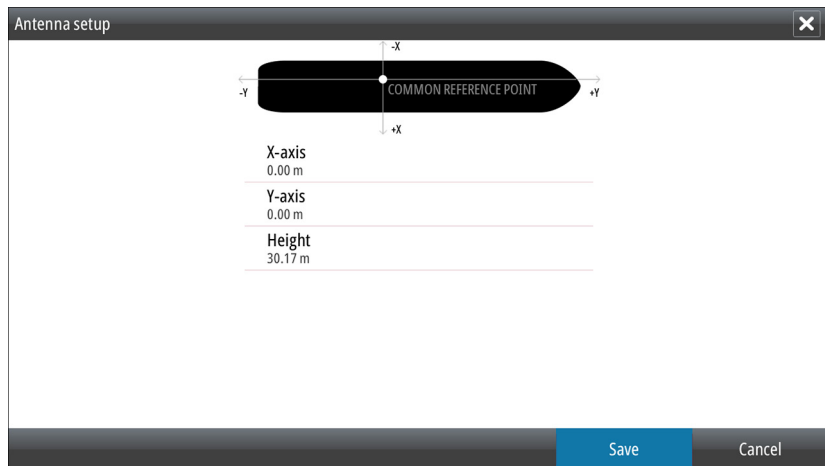 Antenna setup
-X
-Y
COMMON REFERENCE POINT
+Y
+X
X-axis
0.00 m
Y-axis
0.00 m
Height
30.17 m
Save
Cancel